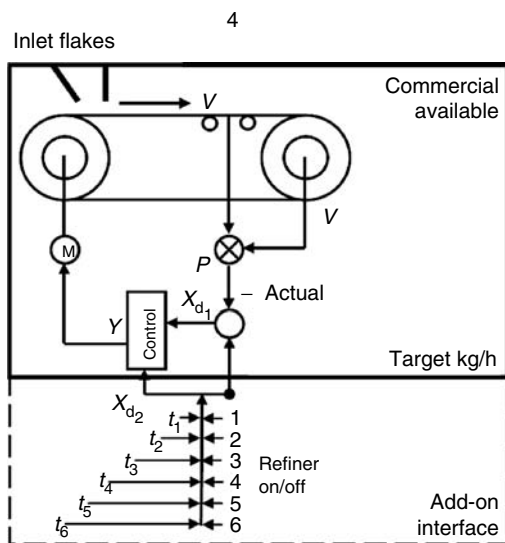 4
Inlet flakes
Commercial
available
V
V
M
P
– Actual
Xd1
Y
Control
Target kg/h
Xd2
t1 1
t2 2
t3 3
t4 4
t5 5
t6 6
Refiner
on/off
Add-on
interface